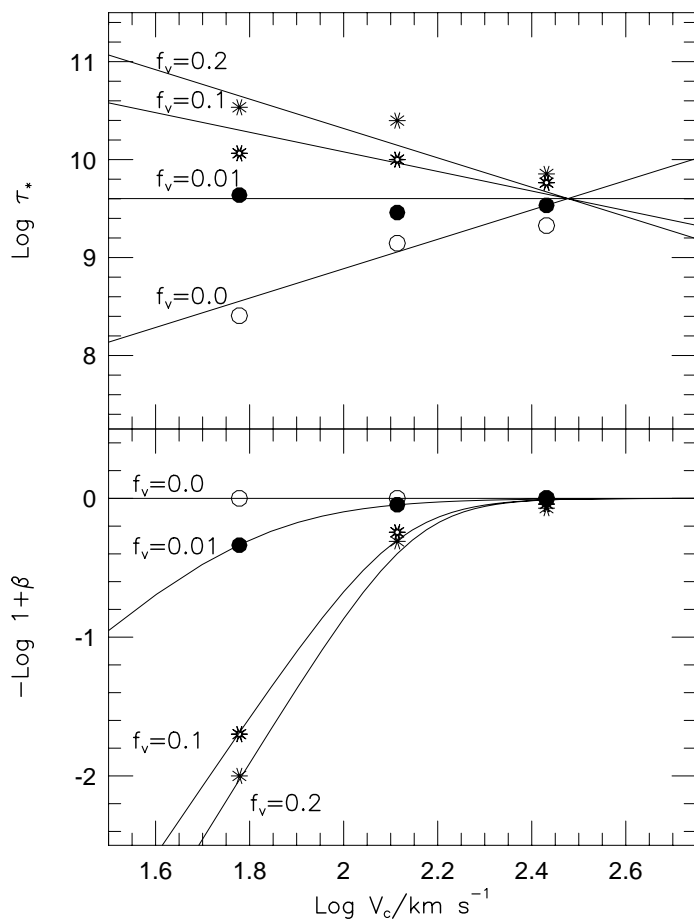 11
f_v=0.2
f_v=0.1
10
f_v=0.01
Log τ_*
9
f_v=0.0
8
f_v=0.0
0
f_v=0.01
-Log 1+β
-1
f_v=0.1
-2
f_v=0.2
1.6 1.8 2 2.2 2.4 2.6
Log V_c/km s^{-1}